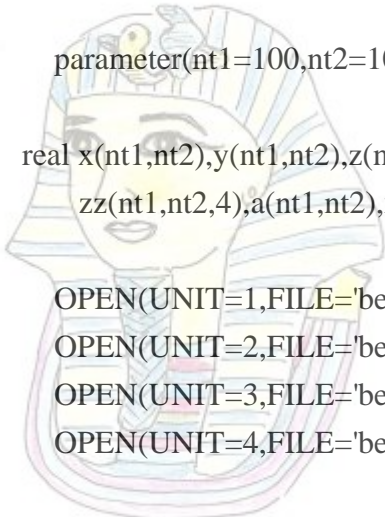 parameter(nt1=100,nt2=10
real x(nt1,nt2),y(nt1,nt2),z(n
zz(nt1,nt2,4),a(nt1,nt2),
OPEN(UNIT=1,FILE='be
OPEN(UNIT=2,FILE='be
OPEN(UNIT=3,FILE='be
OPEN(UNIT=4,FILE='be